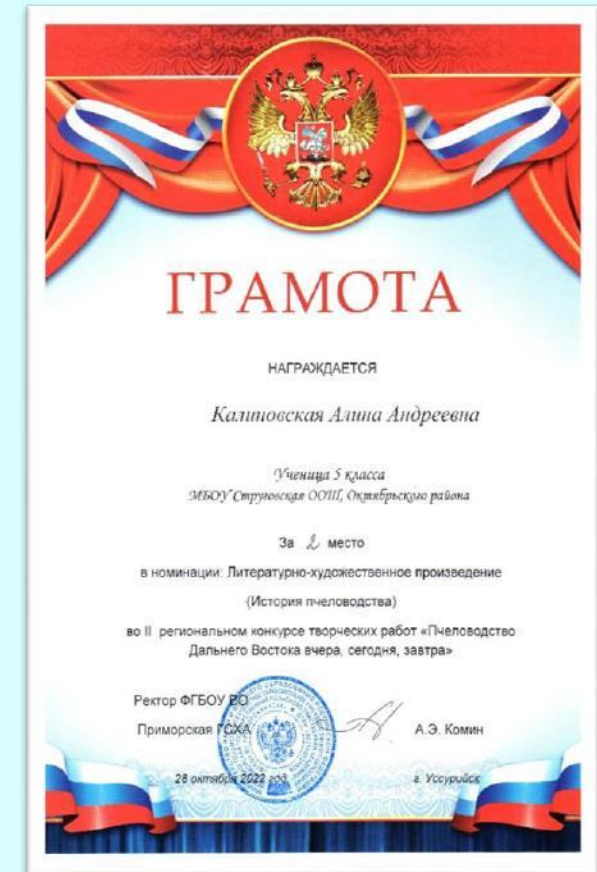 ГРАМОТА
НАГРАЖДАЕТСЯ
Калиновская Алина Андреевна
Ученица 5 класса
МБОУ Струговская ООШ, Октябрьского района
За 2 место
в номинации: Литературно-художественное произведение
(История пчеловодства)
во II региональном конкурсе творческих работ «Пчеловодство
Дальнего Востока вчера, сегодня, завтра»
Ректор ФГБОУ ВО
Приморская ГСХА А.Э. Комин
28 октября 2022 год г. Уссурийск